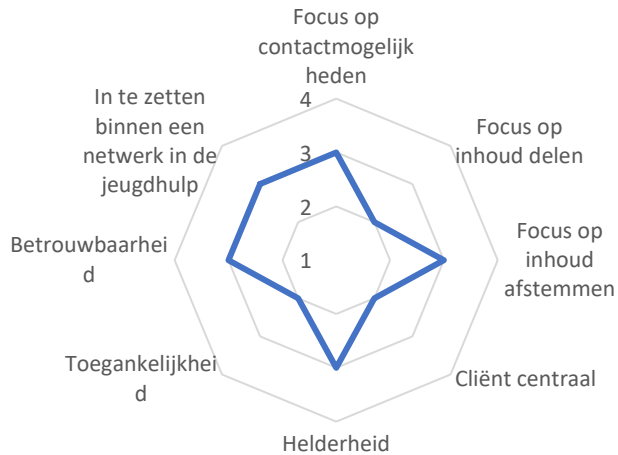 Focus op
contactmogelijk
heden
4
3
2
1
Focus op
inhoud delen
Focus op
inhoud
afstemmen
Cliënt centraal
Helderheid
Toegankelijkhei
d
Betrouwbaarhei
d
In te zetten
binnen een
netwerk in de
jeugdhulp